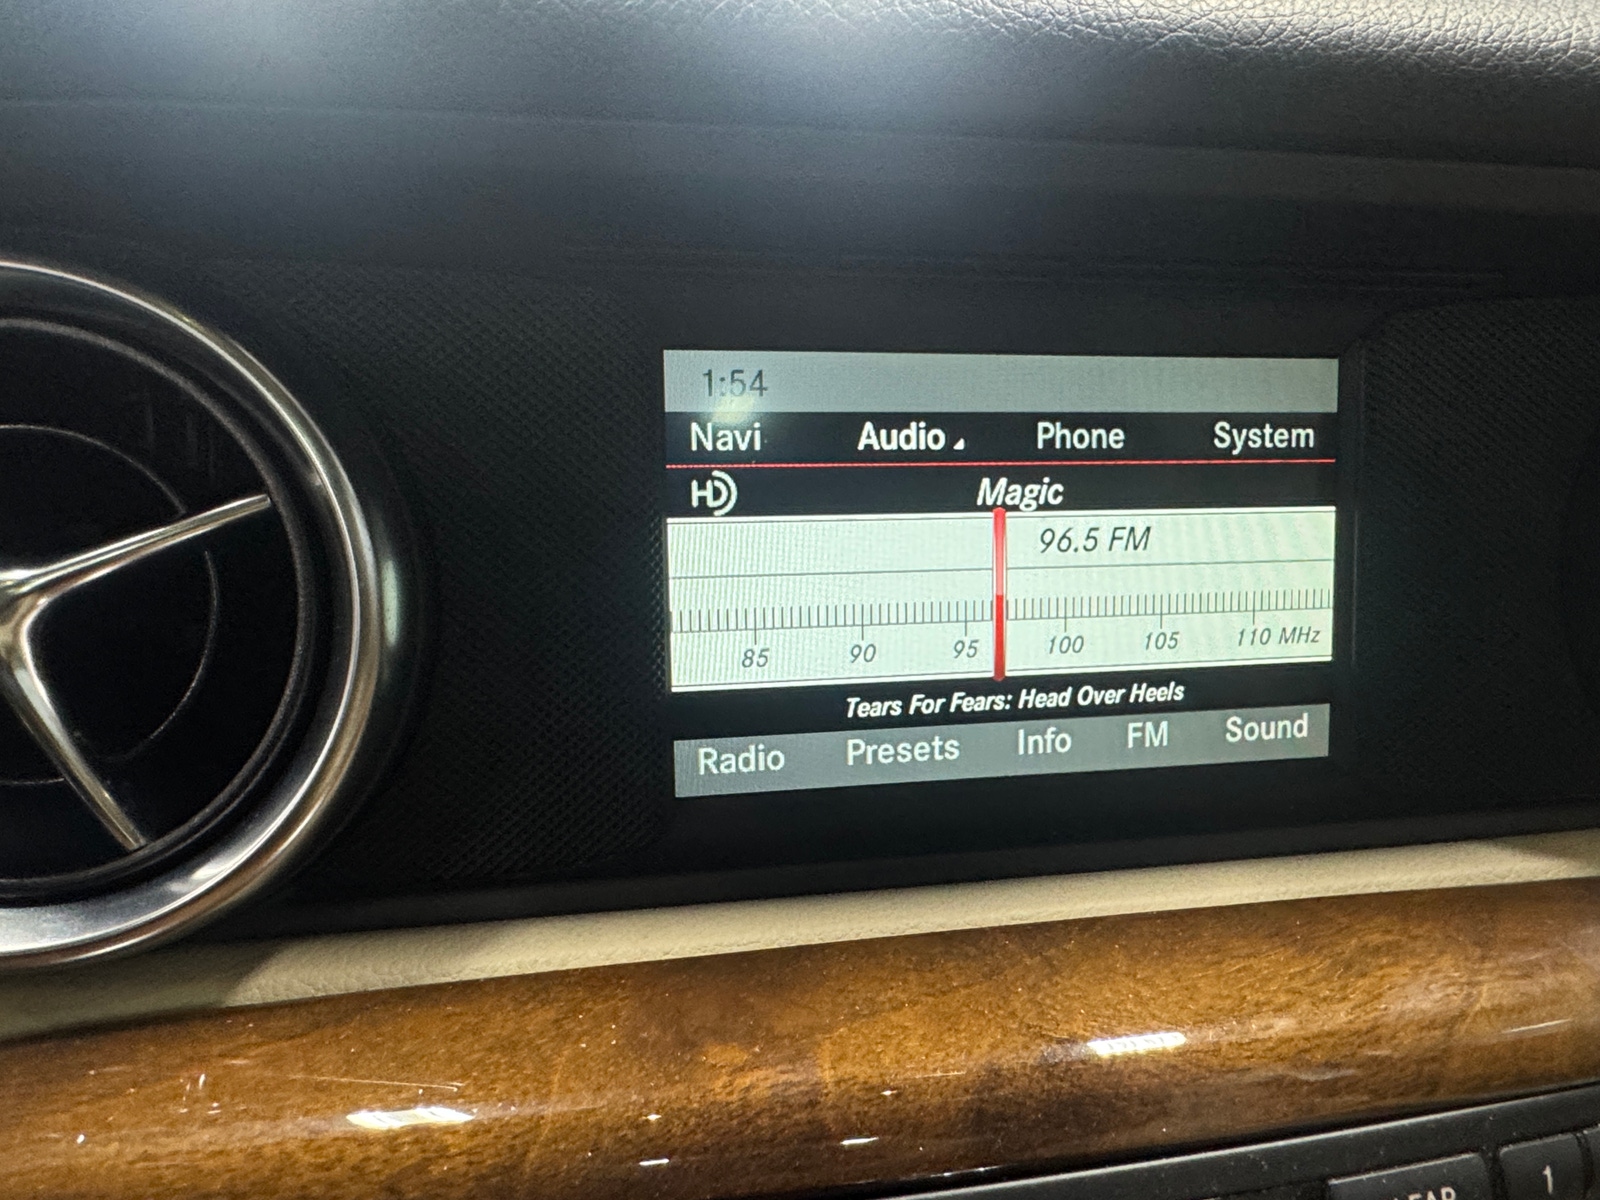 1:54
Navi Audio Phone System
HD Magic
96.5 FM
85 90 95 100 105 110 MHz
Tears For Fears: Head Over Heels
Radio Presets Info FM Sound
1